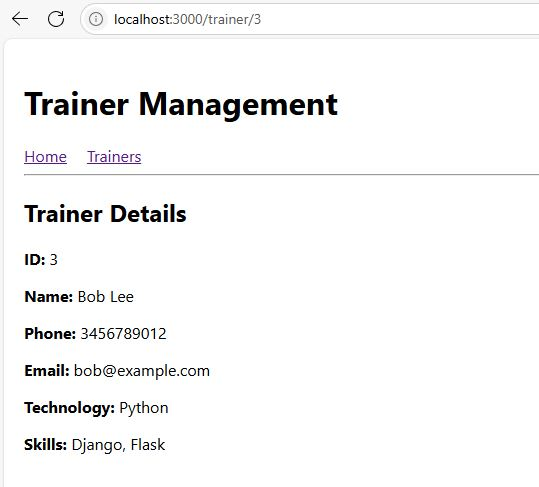 localhost:3000/trainer/3
Trainer Management
Home Trainers
Trainer Details
ID: 3
Name: Bob Lee
Phone: 3456789012
Email: bob@example.com
Technology: Python
Skills: Django, Flask